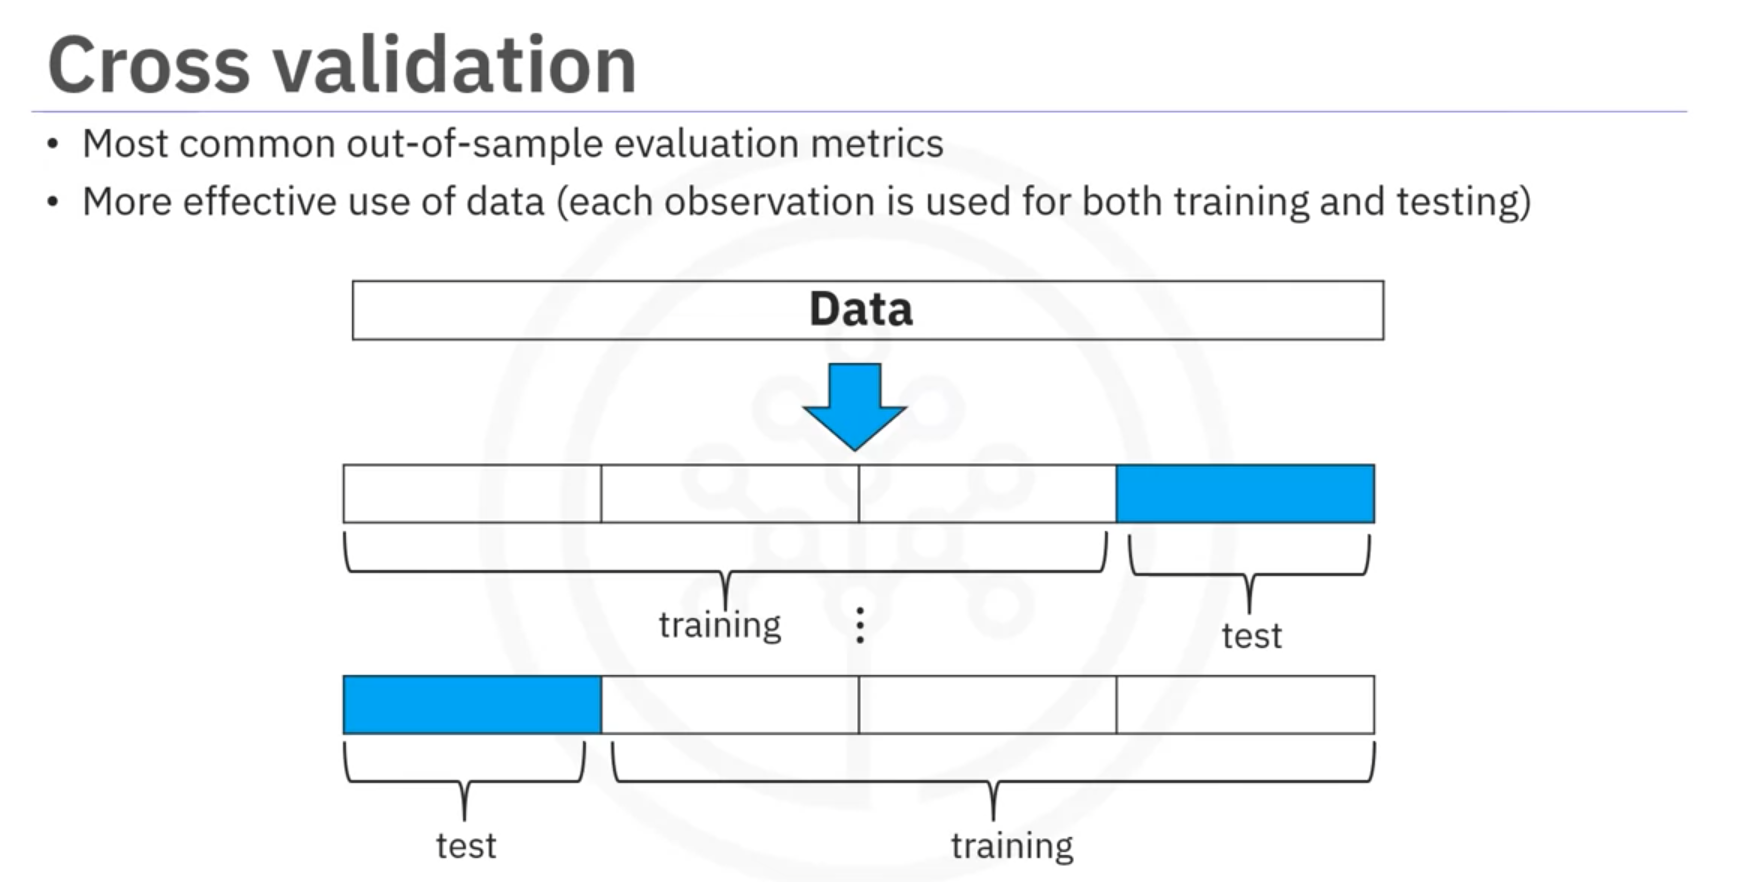 Cross validation
• Most common out-of-sample evaluation metrics
• More effective use of data (each observation is used for both training and testing)
Data
training
⋮
test
test
training